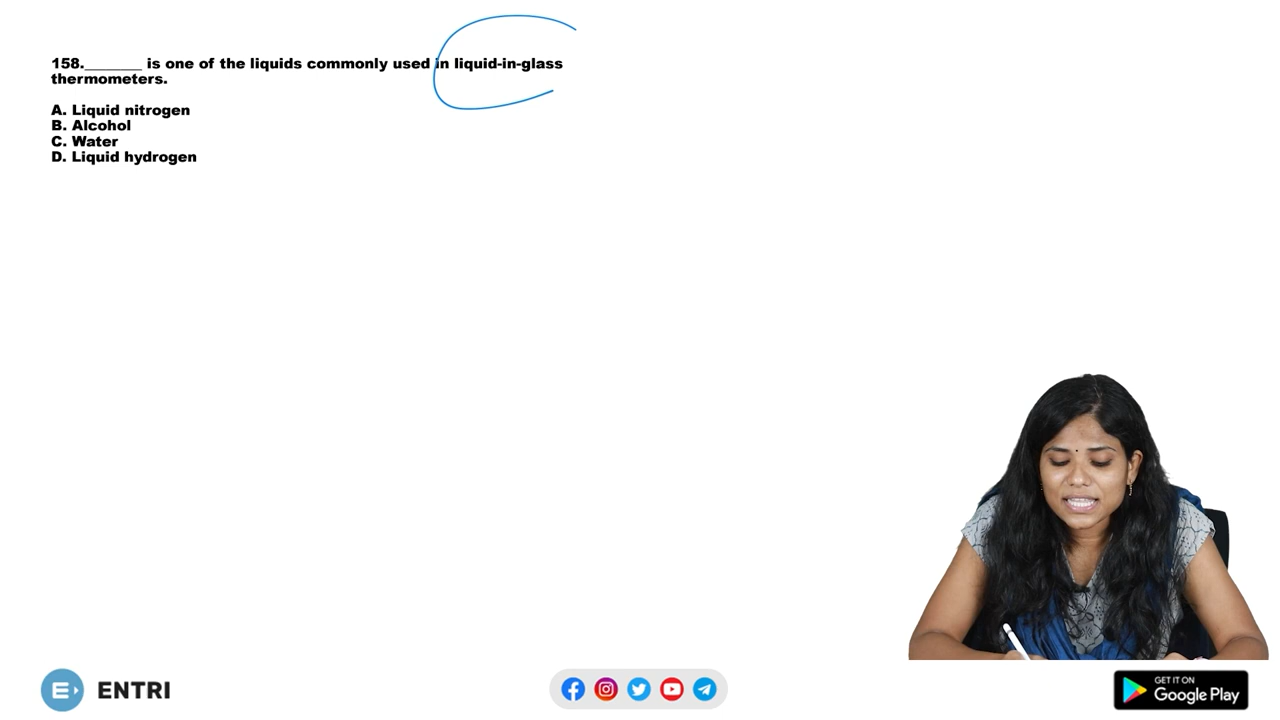 158._______ is one of the liquids commonly used in liquid-in-glass
thermometers.
A. Liquid nitrogen
B. Alcohol
C. Water
D. Liquid hydrogen
E
ENTRI
GET IT ON
Google Play